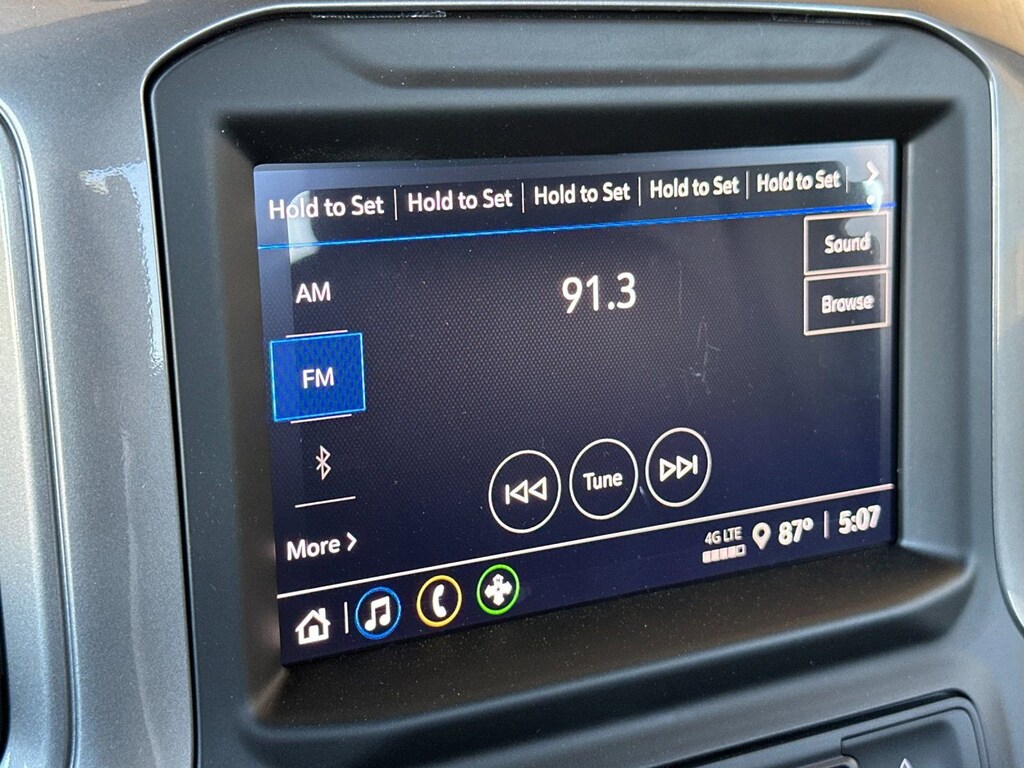 Hold to Set Hold to Set Hold to Set Hold to Set Hold to Set
Sound
AM 91.3
Browse
FM
Tune
More
4G LTE 87° 5:07